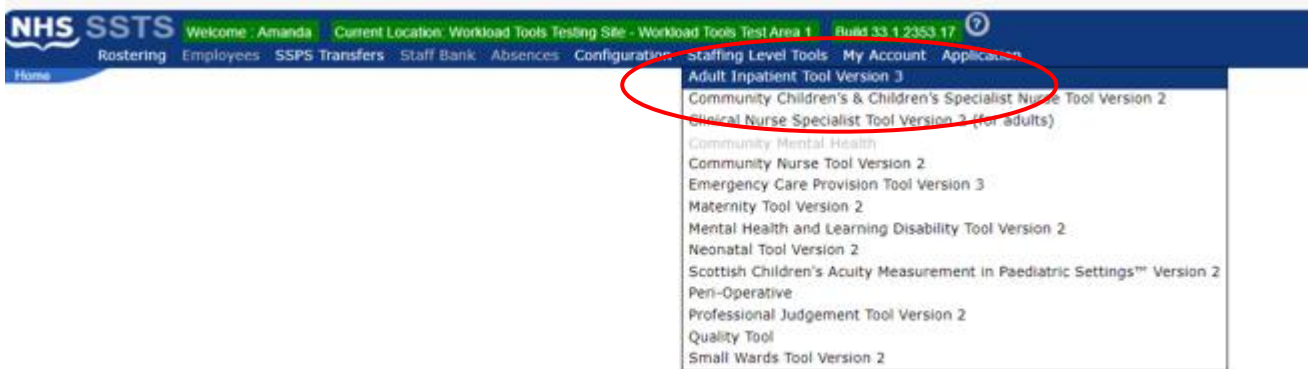 NHS SSTS Welcome : Amanda Current Location: Workload Tools Testing Site - Workload Tools Test Area 1 Build 33.1.2353.17 ?
Rostering Employees SSPS Transfers Staff Bank Absences Configuration Staffing Level Tools My Account Application
Home
Adult Inpatient Tool Version 3
Community Children's & Children's Specialist Nurse Tool Version 2
Clinical Nurse Specialist Tool Version 2 (for adults)
Community Mental Health
Community Nurse Tool Version 2
Emergency Care Provision Tool Version 3
Maternity Tool Version 2
Mental Health and Learning Disability Tool Version 2
Neonatal Tool Version 2
Scottish Children's Acuity Measurement in Paediatric Settings™ Version 2
Peri-Operative
Professional Judgement Tool Version 2
Quality Tool
Small Wards Tool Version 2